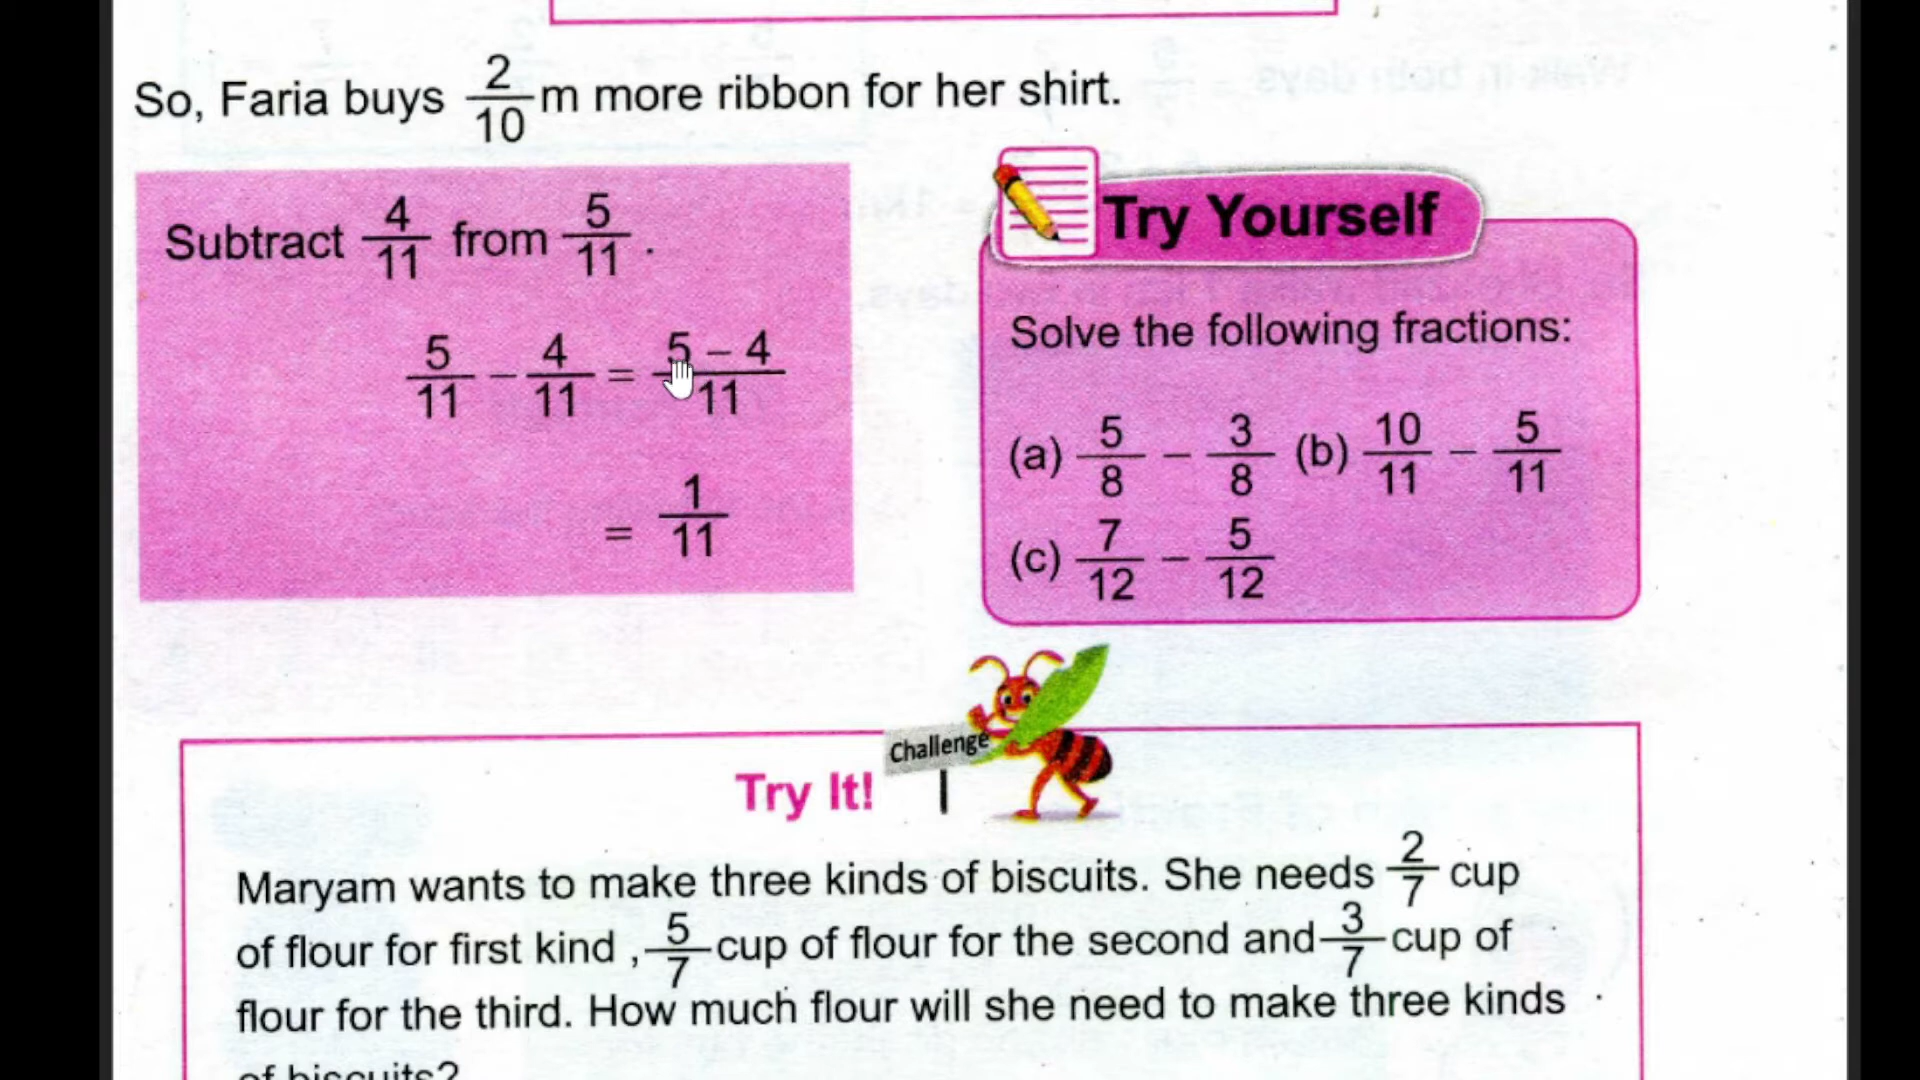 So, Faria buys 2/10 m more ribbon for her shirt.
Subtract 4/11 from 5/11 .
5/11 – 4/11 = 5 – 4/11
= 1/11
Try Yourself
Solve the following fractions:
(a) 5/8 – 3/8 (b) 10/11 – 5/11
(c) 7/12 – 5/12
Challenge
Try It!
Maryam wants to make three kinds of biscuits. She needs 2/7 cup
of flour for first kind , 5/7 cup of flour for the second and 3/7 cup of
flour for the third. How much flour will she need to make three kinds
of biscuits?